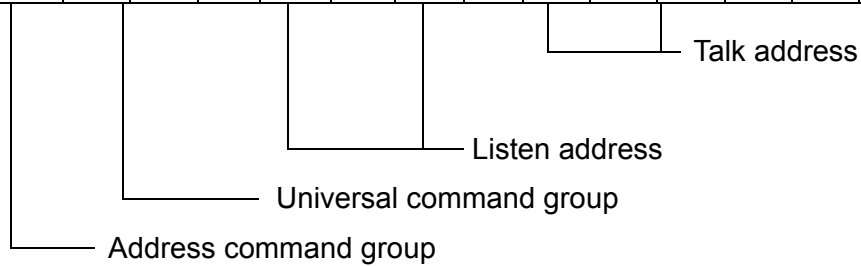 Talk address
Listen address
Universal command group
Address command group